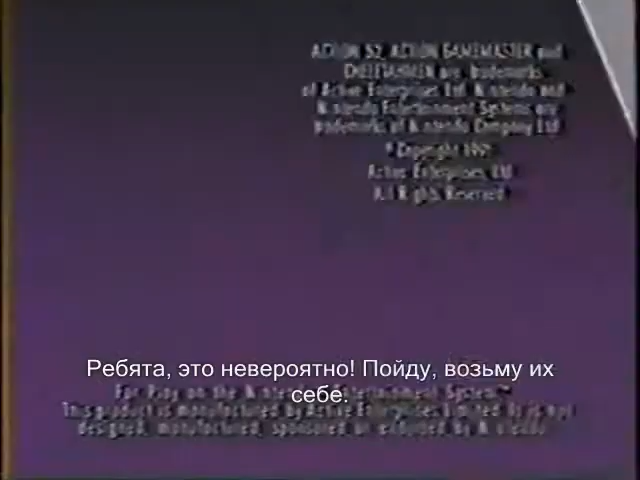 ACTION 52, ACTION GAMEMASTER and
CHEETAHMEN are trademarks
of Active Enterprises Ltd. Nintendo and
Nintendo Entertainment Systems are
trademarks of Nintendo Company Ltd
Copyright 1991
Active Enterprises, Ltd.
All Rights Reserved
Ребята, это невероятно! Пойду, возьму их
себе.
For Play on the Nintendo Entertainment System
This product is manufactured by Active Enterprises Limited. It is not
designed, manufactured, sponsored or endorsed by Nintendo